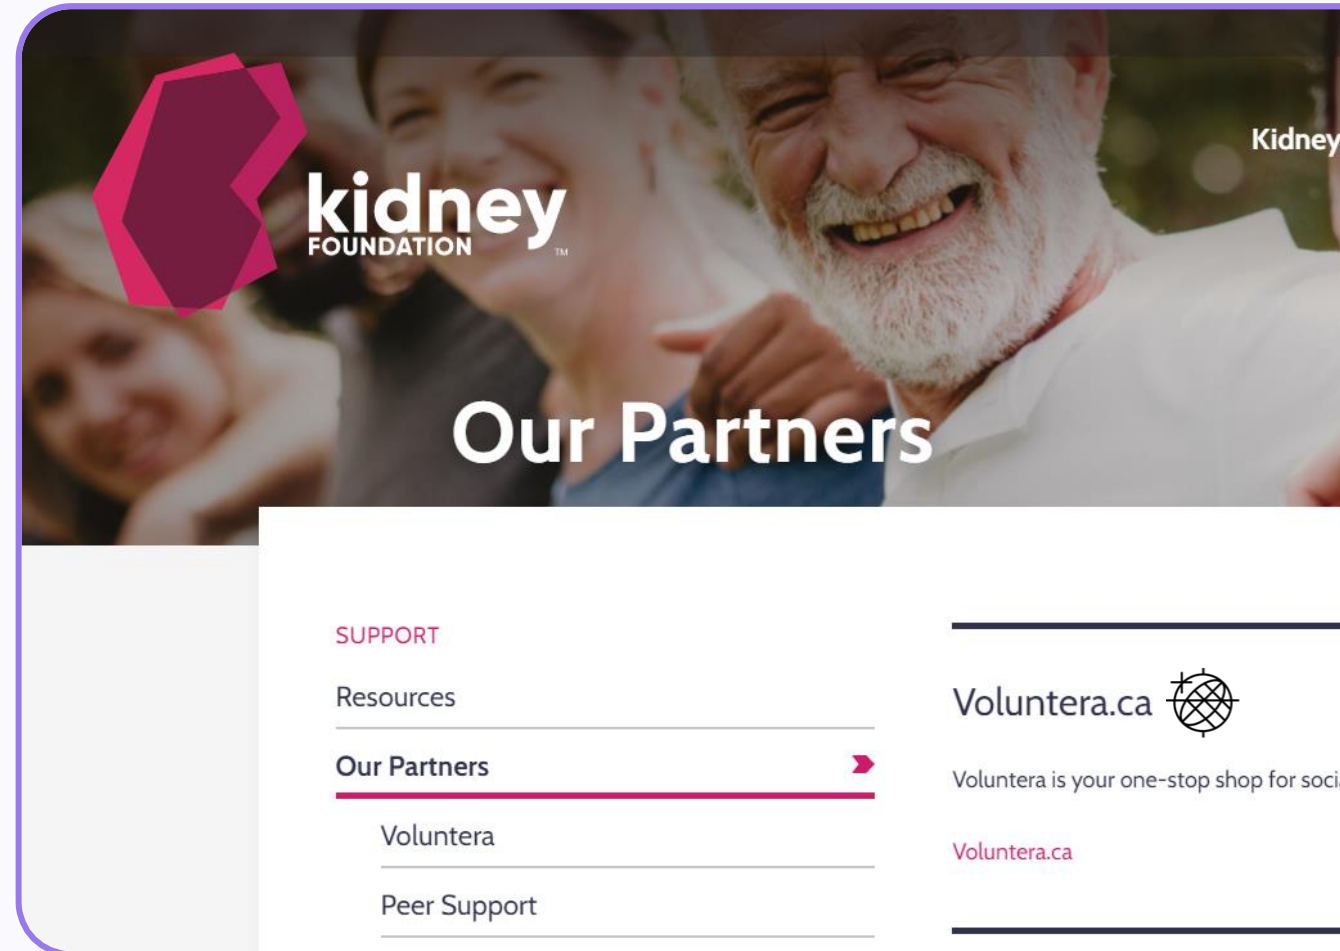 Kidney
kidney
FOUNDATION
TM
Our Partners
SUPPORT
Resources
Our Partners
Voluntera
Peer Support
Voluntera.ca
Voluntera is your one-stop shop for soci
Voluntera.ca